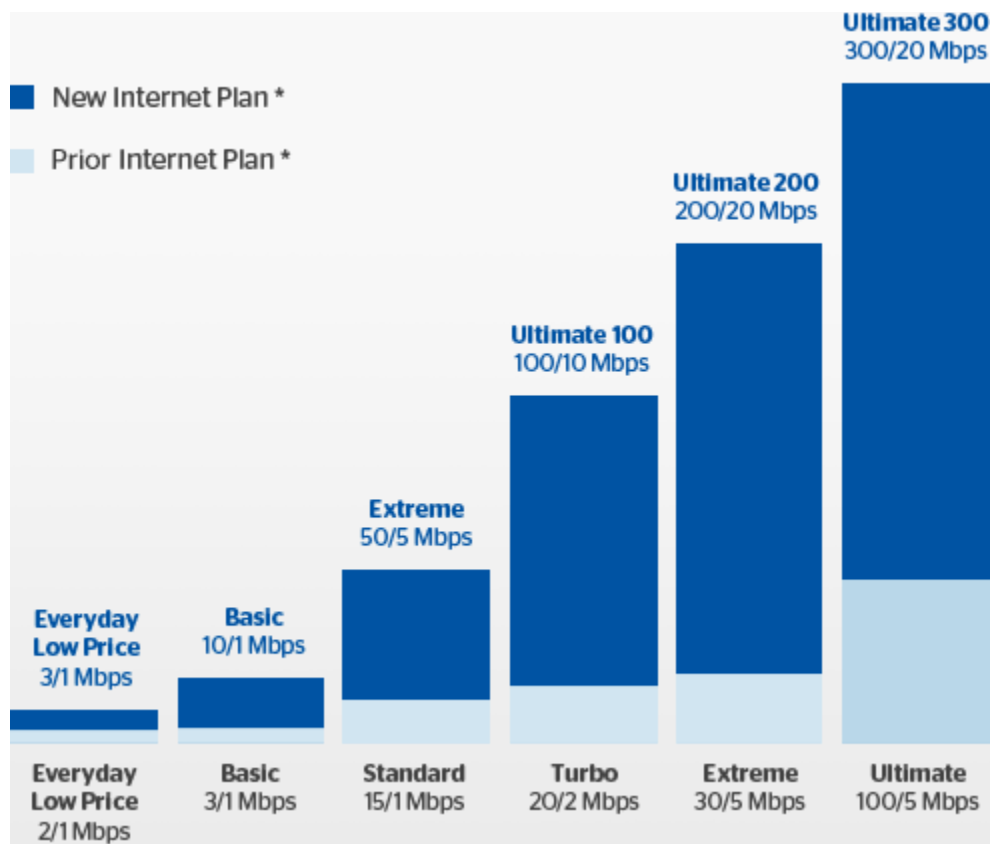 Ultimate 300
300/20 Mbps
New Internet Plan *
Prior Internet Plan *
Ultimate 200
200/20 Mbps
Ultimate 100
100/10 Mbps
Extreme
50/5 Mbps
Everyday
Low Price
3/1 Mbps
Basic
10/1 Mbps
Everyday
Low Price
2/1 Mbps
Basic
3/1 Mbps
Standard
15/1 Mbps
Turbo
20/2 Mbps
Extreme
30/5 Mbps
Ultimate
100/5 Mbps